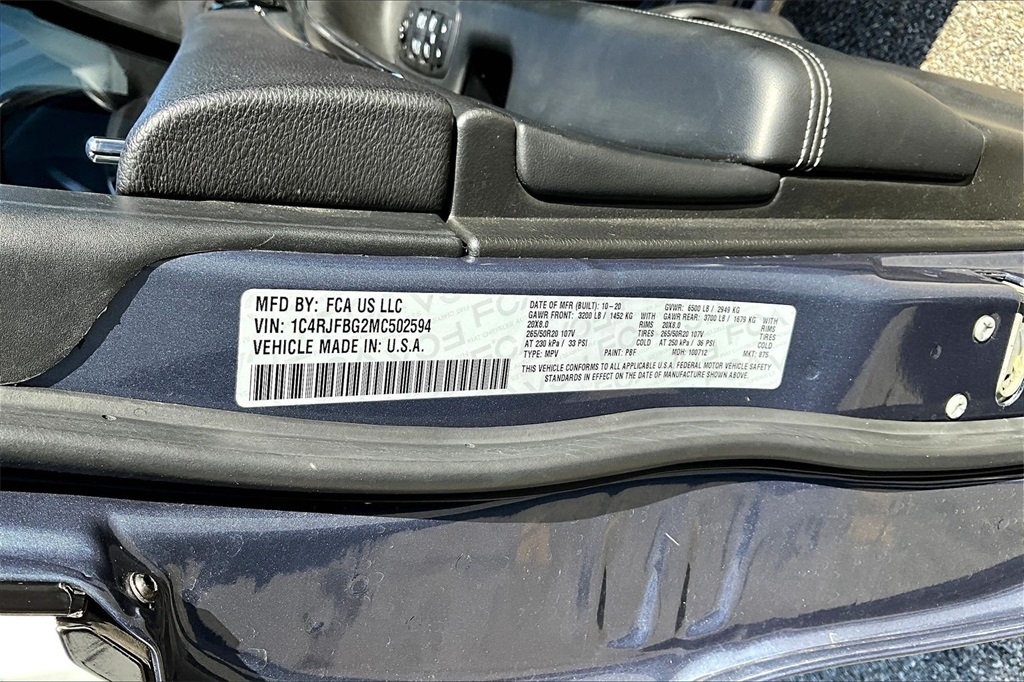 MFD BY: FCA US LLC
VIN: 1C4RJFBG2MC502594
VEHICLE MADE IN: U.S.A.
DATE OF MFR (BUILT): 10-20 GVWR: 6500 LB / 2949 KG
GAWR FRONT: 3200 LB / 1452 KG WITH GAWR REAR: 3700 LB / 1679 KG WITH
20X8.0 RIMS 20X8.0 RIMS
265/50R20 107V TIRES 265/50R20 107V TIRES
AT 230 kPa / 33 PSI COLD AT 250 kPa / 36 PSI COLD
TYPE: MPV PAINT: PBF MDH: 100712 MKT: 875
THIS VEHICLE CONFORMS TO ALL APPLICABLE U.S.A. FEDERAL MOTOR VEHICLE SAFETY
STANDARDS IN EFFECT ON THE DATE OF MANUFACTURE SHOWN ABOVE.